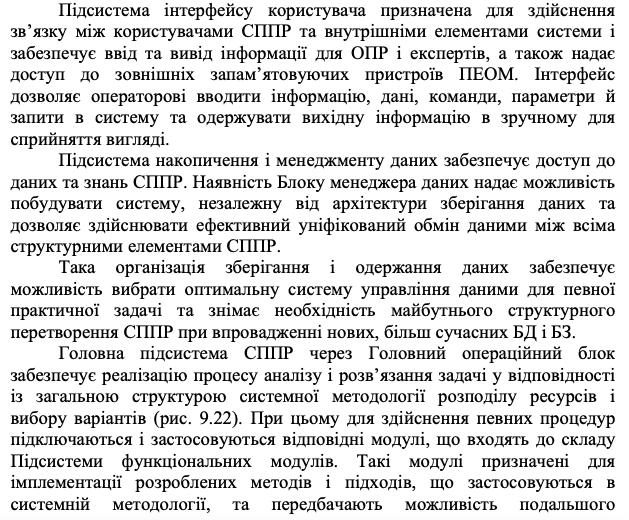 Підсистема інтерфейсу користувача призначена для здійснення
зв’язку між користувачами СППР та внутрішніми елементами системи і
забезпечує ввід та вивід інформації для ОПР і експертів, а також надає
доступ до зовнішніх запам’ятовуючих пристроїв ПЕОМ. Інтерфейс
дозволяє операторові вводити інформацію, дані, команди, параметри й
запити в систему та одержувати вихідну інформацію в зручному для
сприйняття вигляді.
Підсистема накопичення і менеджменту даних забезпечує доступ до
даних та знань СППР. Наявність Блоку менеджера даних надає можливість
побудувати систему, незалежну від архітектури зберігання даних та
дозволяє здійснювати ефективний уніфікований обмін даними між всіма
структурними елементами СППР.
Така організація зберігання і одержання даних забезпечує
можливість вибрати оптимальну систему управління даними для певної
практичної задачі та знімає необхідність майбутнього структурного
перетворення СППР при впровадженні нових, більш сучасних БД і БЗ.
Головна підсистема СППР через Головний операційний блок
забезпечує реалізацію процесу аналізу і розв’язання задачі у відповідності
із загальною структурою системної методології розподілу ресурсів і
вибору варіантів (рис. 9.22). При цьому для здійснення певних процедур
підключаються і застосовуються відповідні модулі, що входять до складу
Підсистеми функціональних модулів. Такі модулі призначені для
імплементації розроблених методів і підходів, що застосовуються в
системній методології, та передбачають можливість подальшого